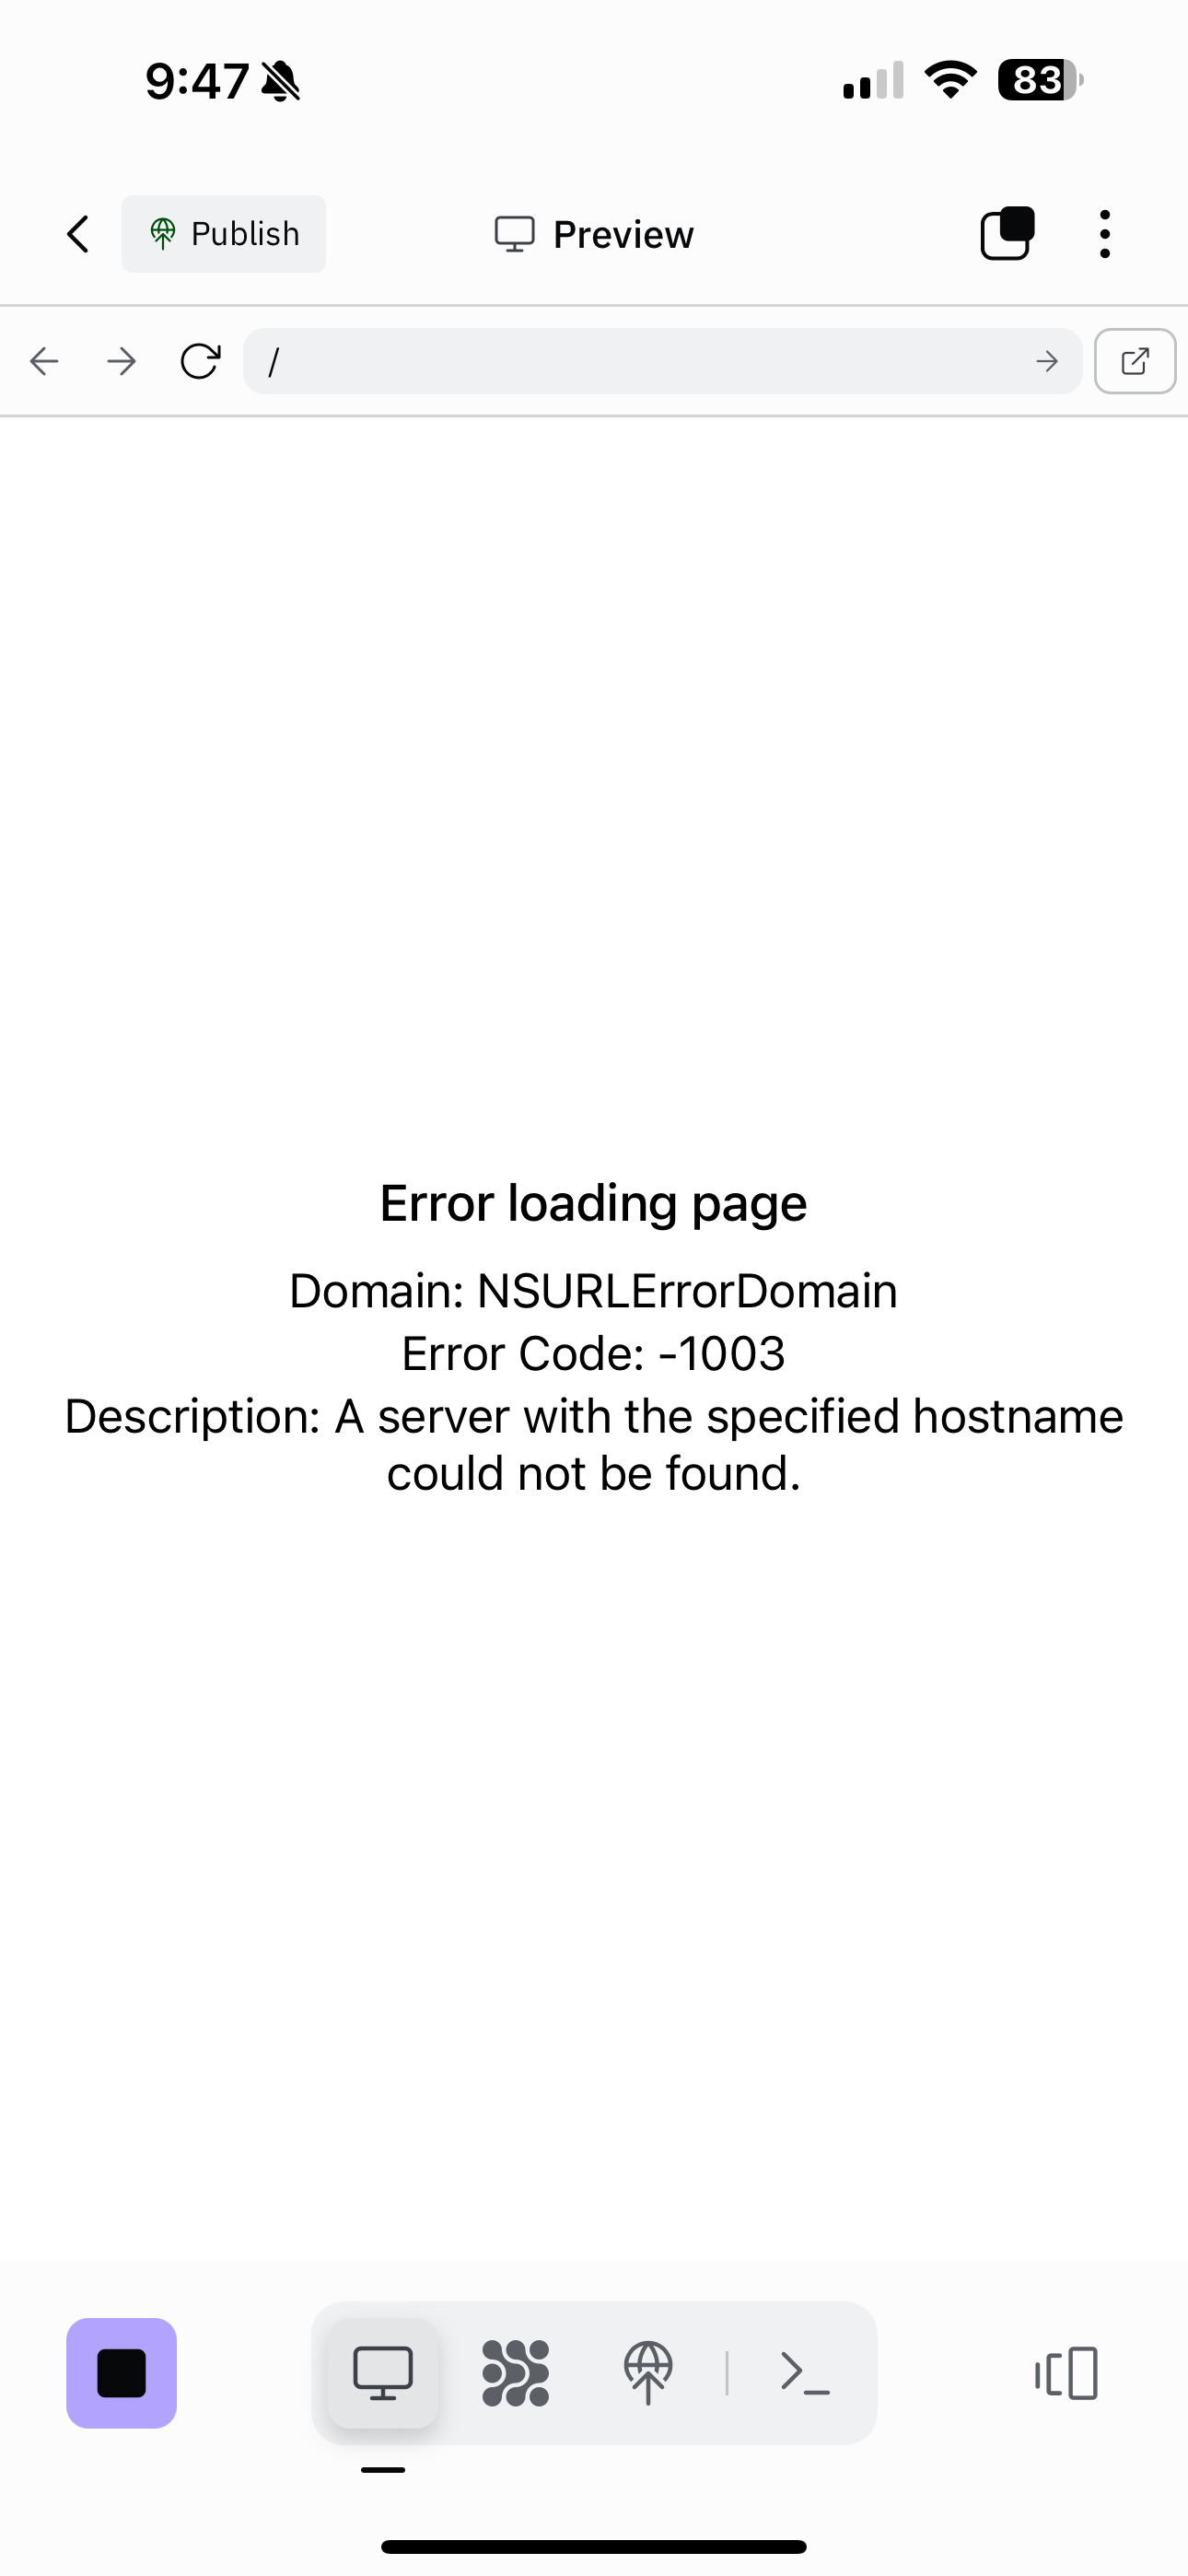 9:47
83
Publish
Preview
/
Error loading page
Domain: NSURLErrorDomain
Error Code: -1003
Description: A server with the specified hostname
could not be found.